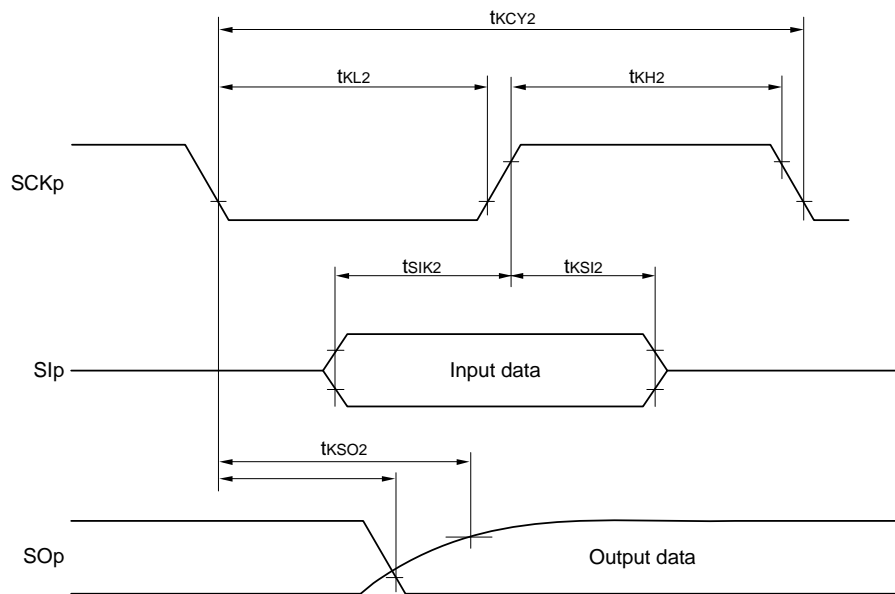 tKCY2
tKL2
tKH2
SCKp
tSIK2
tKSI2
SIp
Input data
tKSO2
SOp
Output data